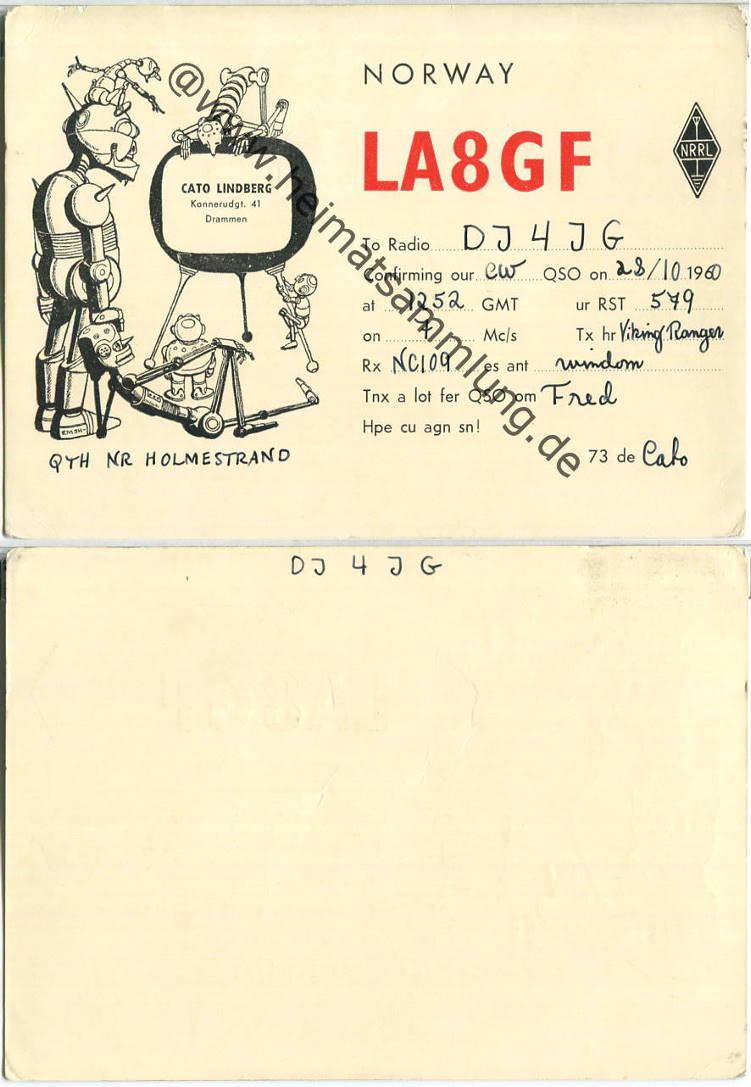 NORWAY
LA8GF
NRRL
CATO LINDBERG
Konnerudgt. 41
Drammen
To Radio DJ4JG
Confirming our CW QSO on 28/10 1960
at 1252 GMT ur RST 579
on Mc/s Tx hr Viking Ranger
Rx NC109 es ant windom
Tnx a lot fer QSO om Fred
Hpe cu agn sn!
73 de Cato
EMSH-
QTH NR HOLMESTRAND
@www.heimatsammlung.de
DJ 4 JG